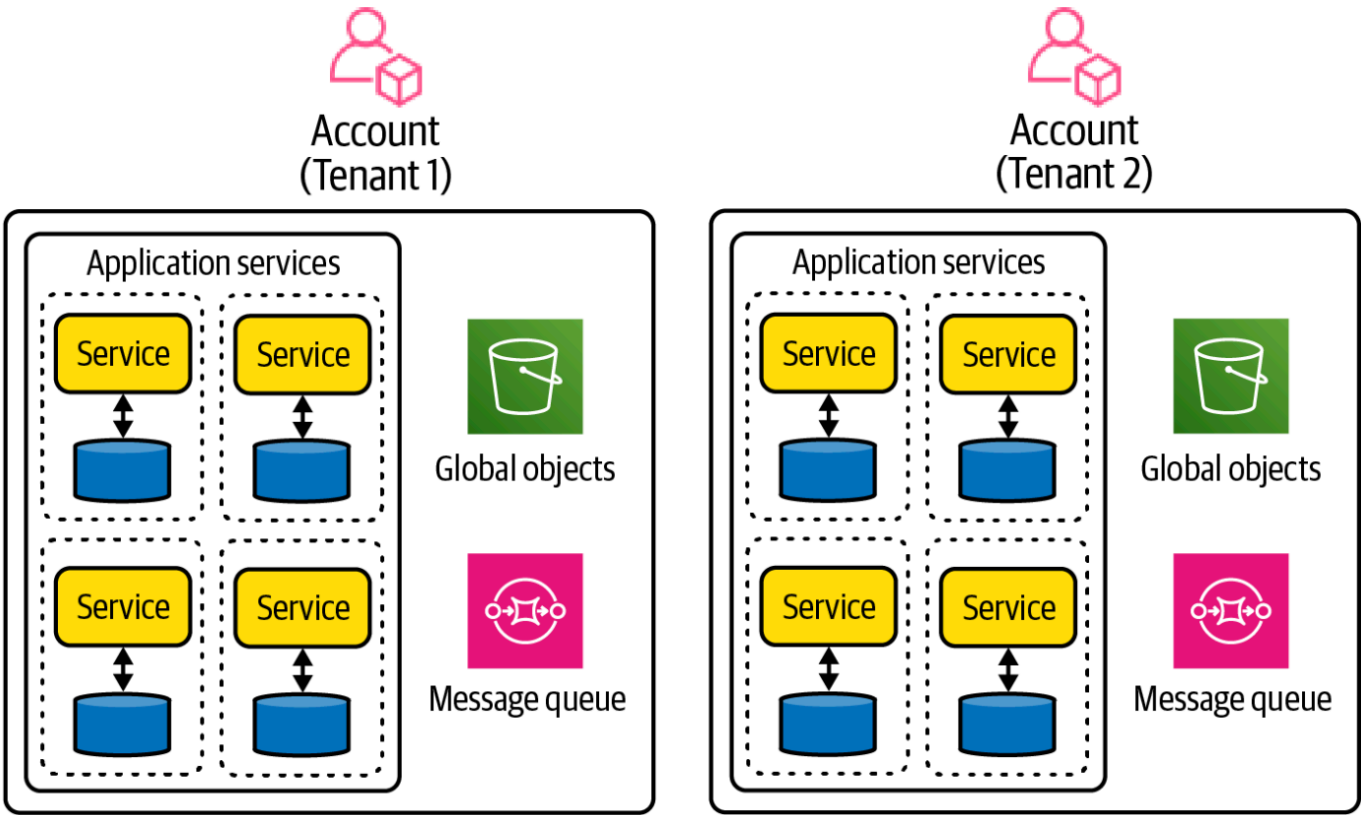 Account
(Tenant 1)
Application services
Service
Service
Global objects
Service
Service
Message queue
Account
(Tenant 2)
Application services
Service
Service
Global objects
Service
Service
Message queue